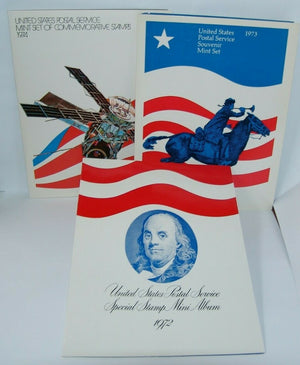 UNITED STATES POSTAL SERVICE
MINT SET OF COMMEMORATIVE STAMPS
1974
United States
Postal Service
Souvenir
Mint Set
1973
United States Postal Service
Special Stamp Mini Album
1972